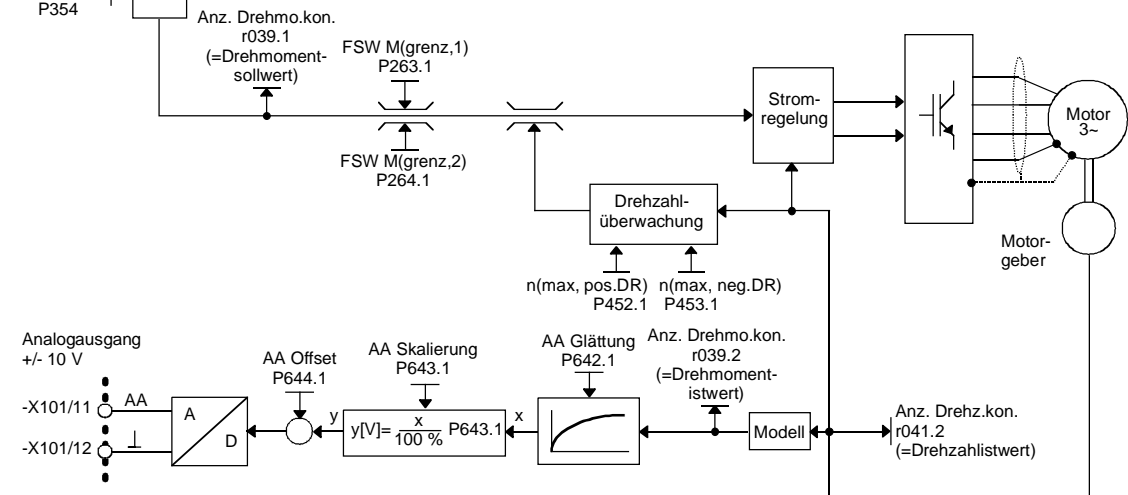 P354
Anz. Drehmo.kon.
r039.1
(=Drehmoment-
sollwert)
FSW M(grenz,1)
P263.1
FSW M(grenz,2)
P264.1
Strom-
regelung
Motor
3~
Motor-
geber
Drehzahl-
überwachung
n(max, pos.DR)
P452.1
n(max, neg.DR)
P453.1
Analogausgang
+/- 10 V
-X101/11
AA
-X101/12
A
D
AA Offset
P644.1
y
AA Skalierung
P643.1
y[V]= x / 100 % P643.1
x
AA Glättung
P642.1
Anz. Drehmo.kon.
r039.2
(=Drehmoment-
istwert)
Modell
Anz. Drehz.kon.
r041.2
(=Drehzahlistwert)